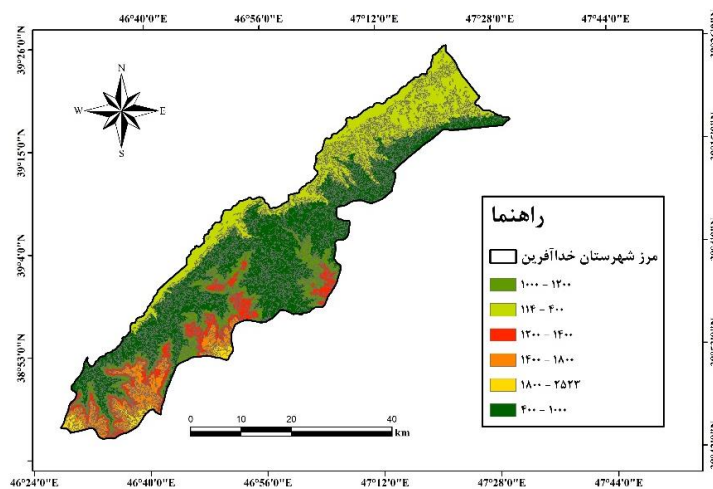 46°40'0"E 46°56'0"E 47°12'0"E 47°28'0"E 47°44'0"E
39°26'0"N
39°15'0"N
39°4'0"N
38°53'0"N
N
W E
S
راهنما
مرز شهرستان خداآفرین
۱۰۰۰ - ۱۲۰۰
۱۱۴ - ۴۰۰
۱۲۰۰ - ۱۴۰۰
۱۴۰۰ - ۱۸۰۰
۱۸۰۰ - ۲۵۲۳
۴۰۰ - ۱۰۰۰
0 10 20 40
km
46°24'0"E 46°40'0"E 46°56'0"E 47°12'0"E 47°28'0"E 47°44'0"E